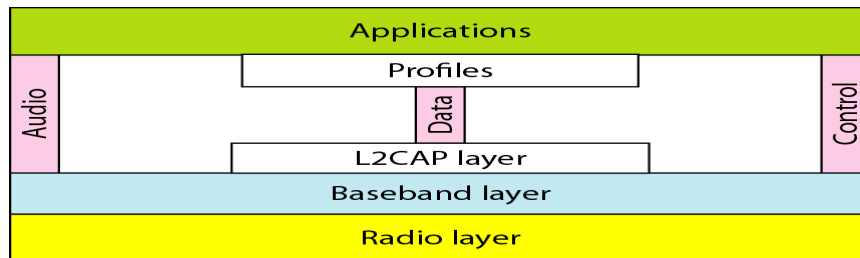 Applications
Profiles
Audio
Data
Control
L2CAP layer
Baseband layer
Radio layer